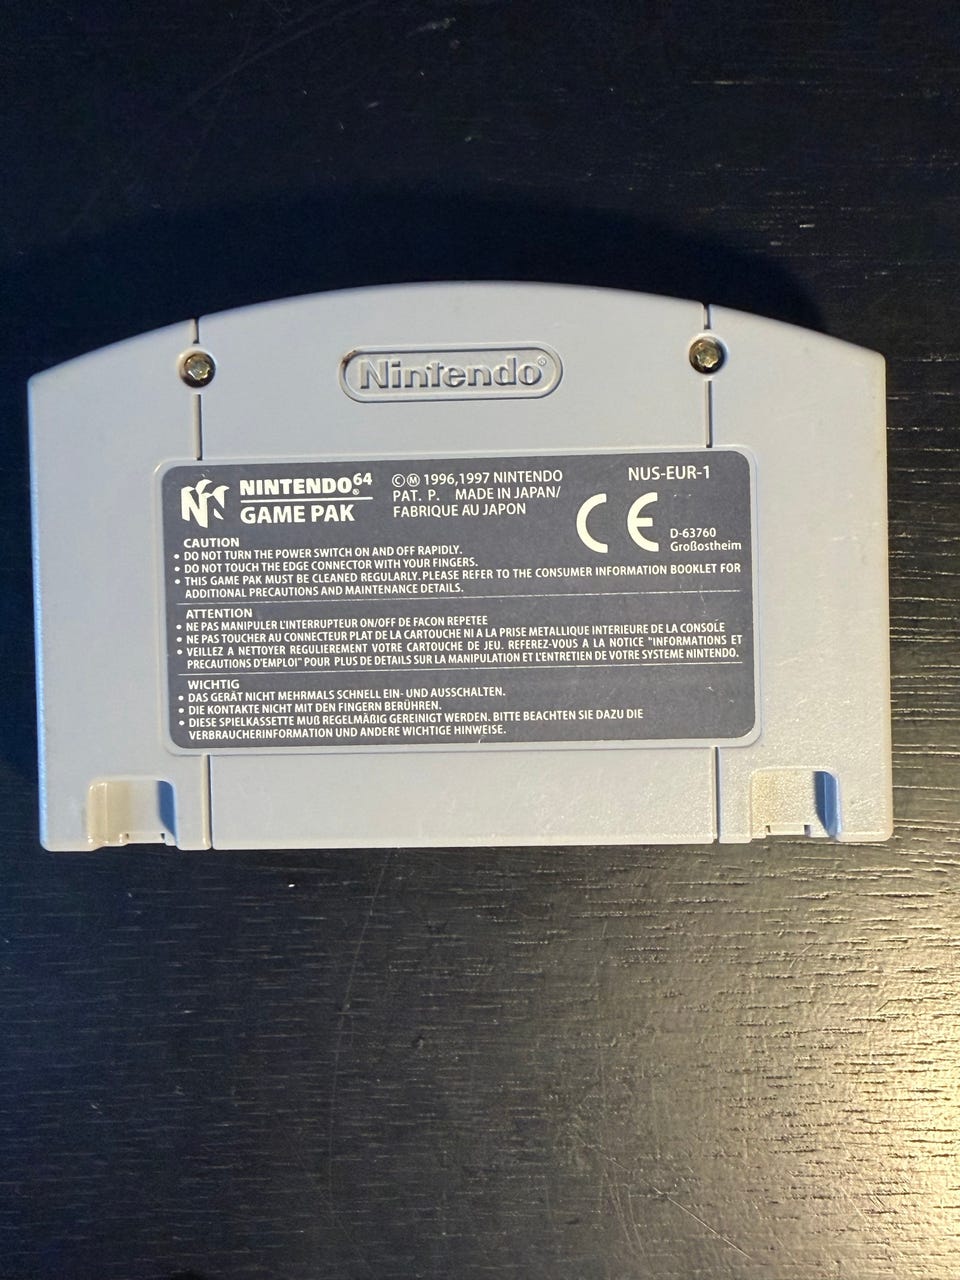 Nintendo®
NINTENDO64®
GAME PAK
©Ⓜ 1996,1997 NINTENDO
PAT. P. MADE IN JAPAN/
FABRIQUE AU JAPON
NUS-EUR-1
CE
D-63760
Großostheim
CAUTION
• DO NOT TURN THE POWER SWITCH ON AND OFF RAPIDLY.
• DO NOT TOUCH THE EDGE CONNECTOR WITH YOUR FINGERS.
• THIS GAME PAK MUST BE CLEANED REGULARLY. PLEASE REFER TO THE CONSUMER INFORMATION BOOKLET FOR
ADDITIONAL PRECAUTIONS AND MAINTENANCE DETAILS.
ATTENTION
• NE PAS MANIPULER L'INTERRUPTEUR ON/OFF DE FACON REPETEE
• NE PAS TOUCHER AU CONNECTEUR PLAT DE LA CARTOUCHE NI A LA PRISE METALLIQUE INTERIEURE DE LA CONSOLE
• VEILLEZ A NETTOYER REGULIEREMENT VOTRE CARTOUCHE DE JEU. REFEREZ-VOUS A LA NOTICE "INFORMATIONS ET
PRECAUTIONS D'EMPLOI" POUR PLUS DE DETAILS SUR LA MANIPULATION ET L'ENTRETIEN DE VOTRE SYSTEME NINTENDO.
WICHTIG
• DAS GERÄT NICHT MEHRMALS SCHNELL EIN- UND AUSSCHALTEN.
• DIE KONTAKTE NICHT MIT DEN FINGERN BERÜHREN.
• DIESE SPIELKASSETTE MUß REGELMÄßIG GEREINIGT WERDEN. BITTE BEACHTEN SIE DAZU DIE
VERBRAUCHERINFORMATION UND ANDERE WICHTIGE HINWEISE.